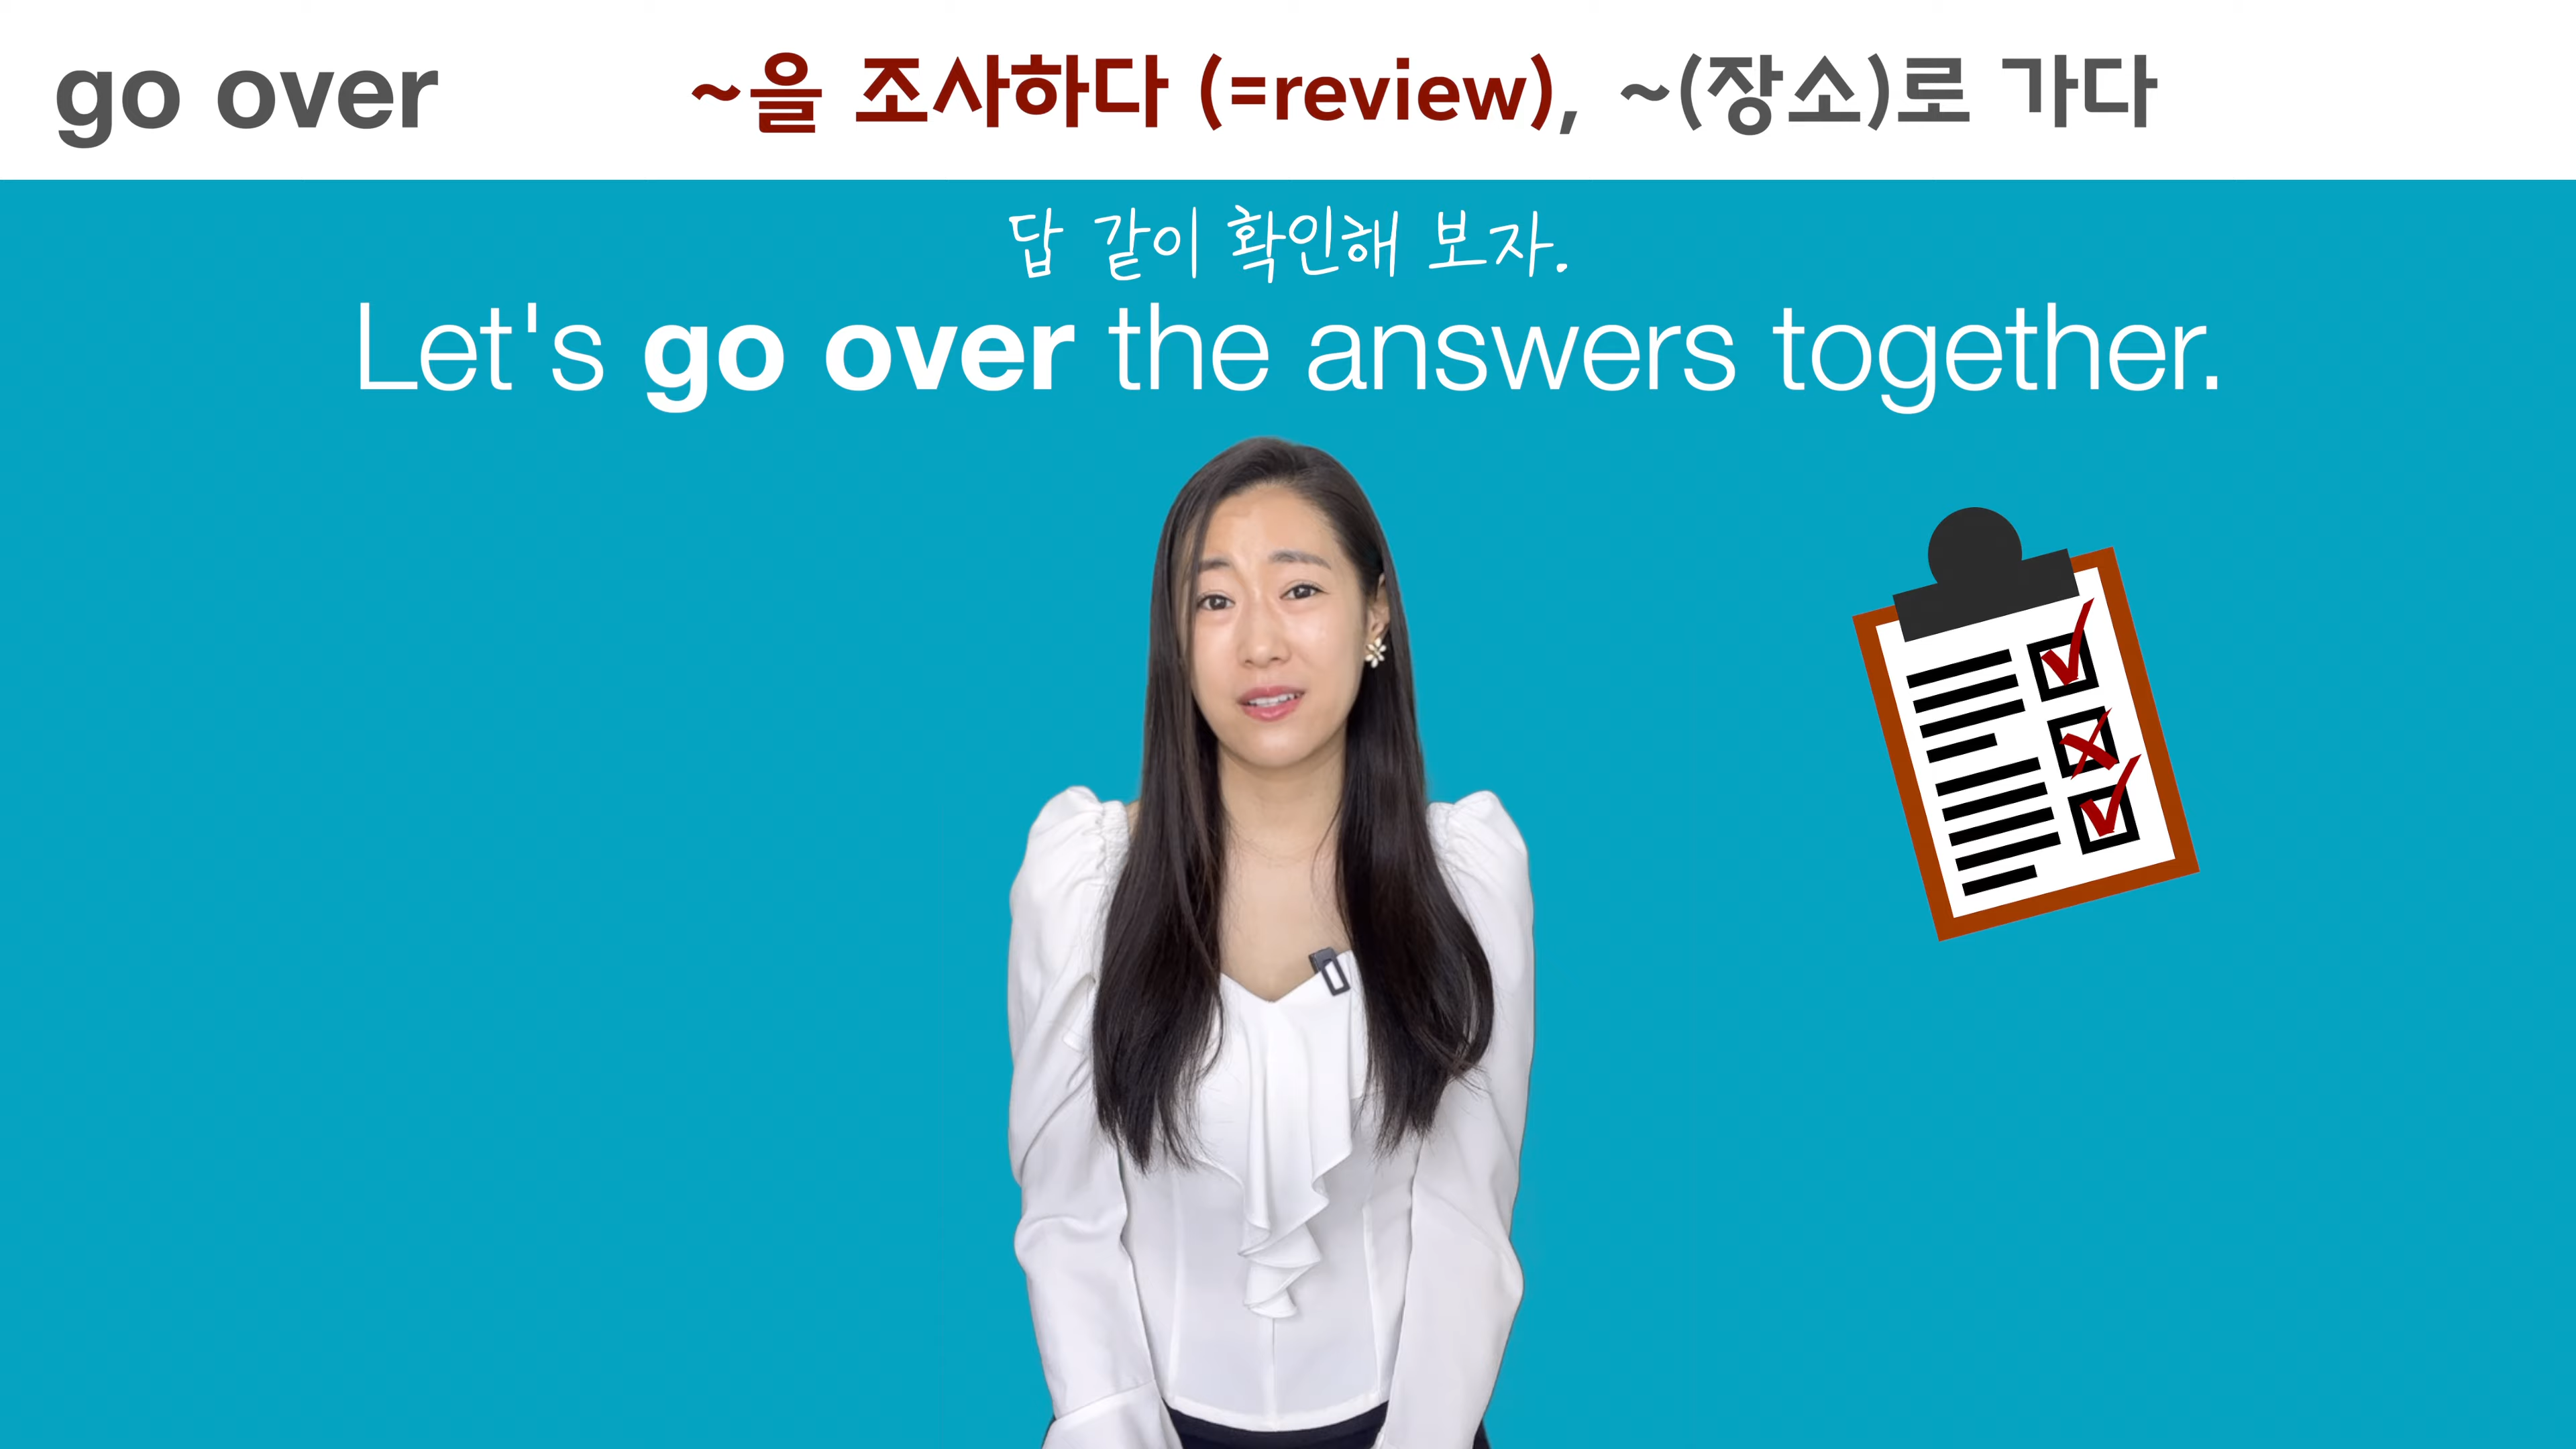 go over ~을 조사하다 (=review), ~(장소)로 가다
답 같이 확인해 보자.
Let's go over the answers together.